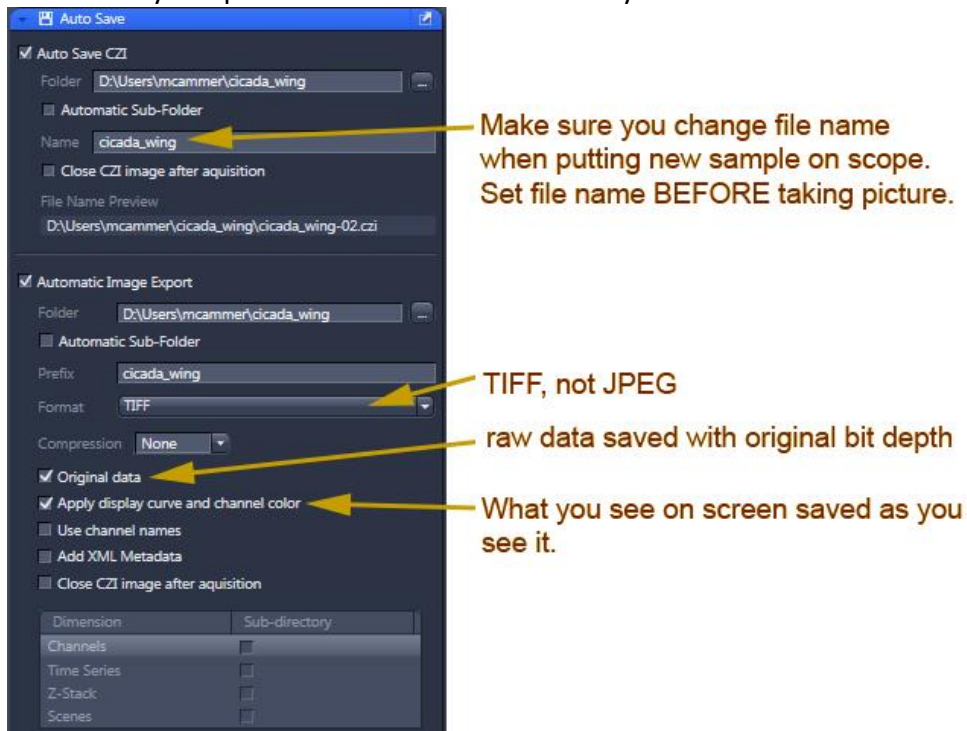 Auto Save
Auto Save CZI
Folder D:\Users\mcammer\cicada_wing ...
Automatic Sub-Folder
Name cicada_wing
Close CZI image after aquisition
File Name Preview
D:\Users\mcammer\cicada_wing\cicada_wing-02.czi
Make sure you change file name
when putting new sample on scope.
Set file name BEFORE taking picture.
Automatic Image Export
Folder D:\Users\mcammer\cicada_wing ...
Automatic Sub-Folder
Prefix cicada_wing
Format TIFF
TIFF, not JPEG
Compression None
raw data saved with original bit depth
Original data
Apply display curve and channel color
What you see on screen saved as you
see it.
Use channel names
Add XML Metadata
Close CZI image after aquisition
Dimension Sub-directory
Channels
Time Series
Z-Stack
Scenes